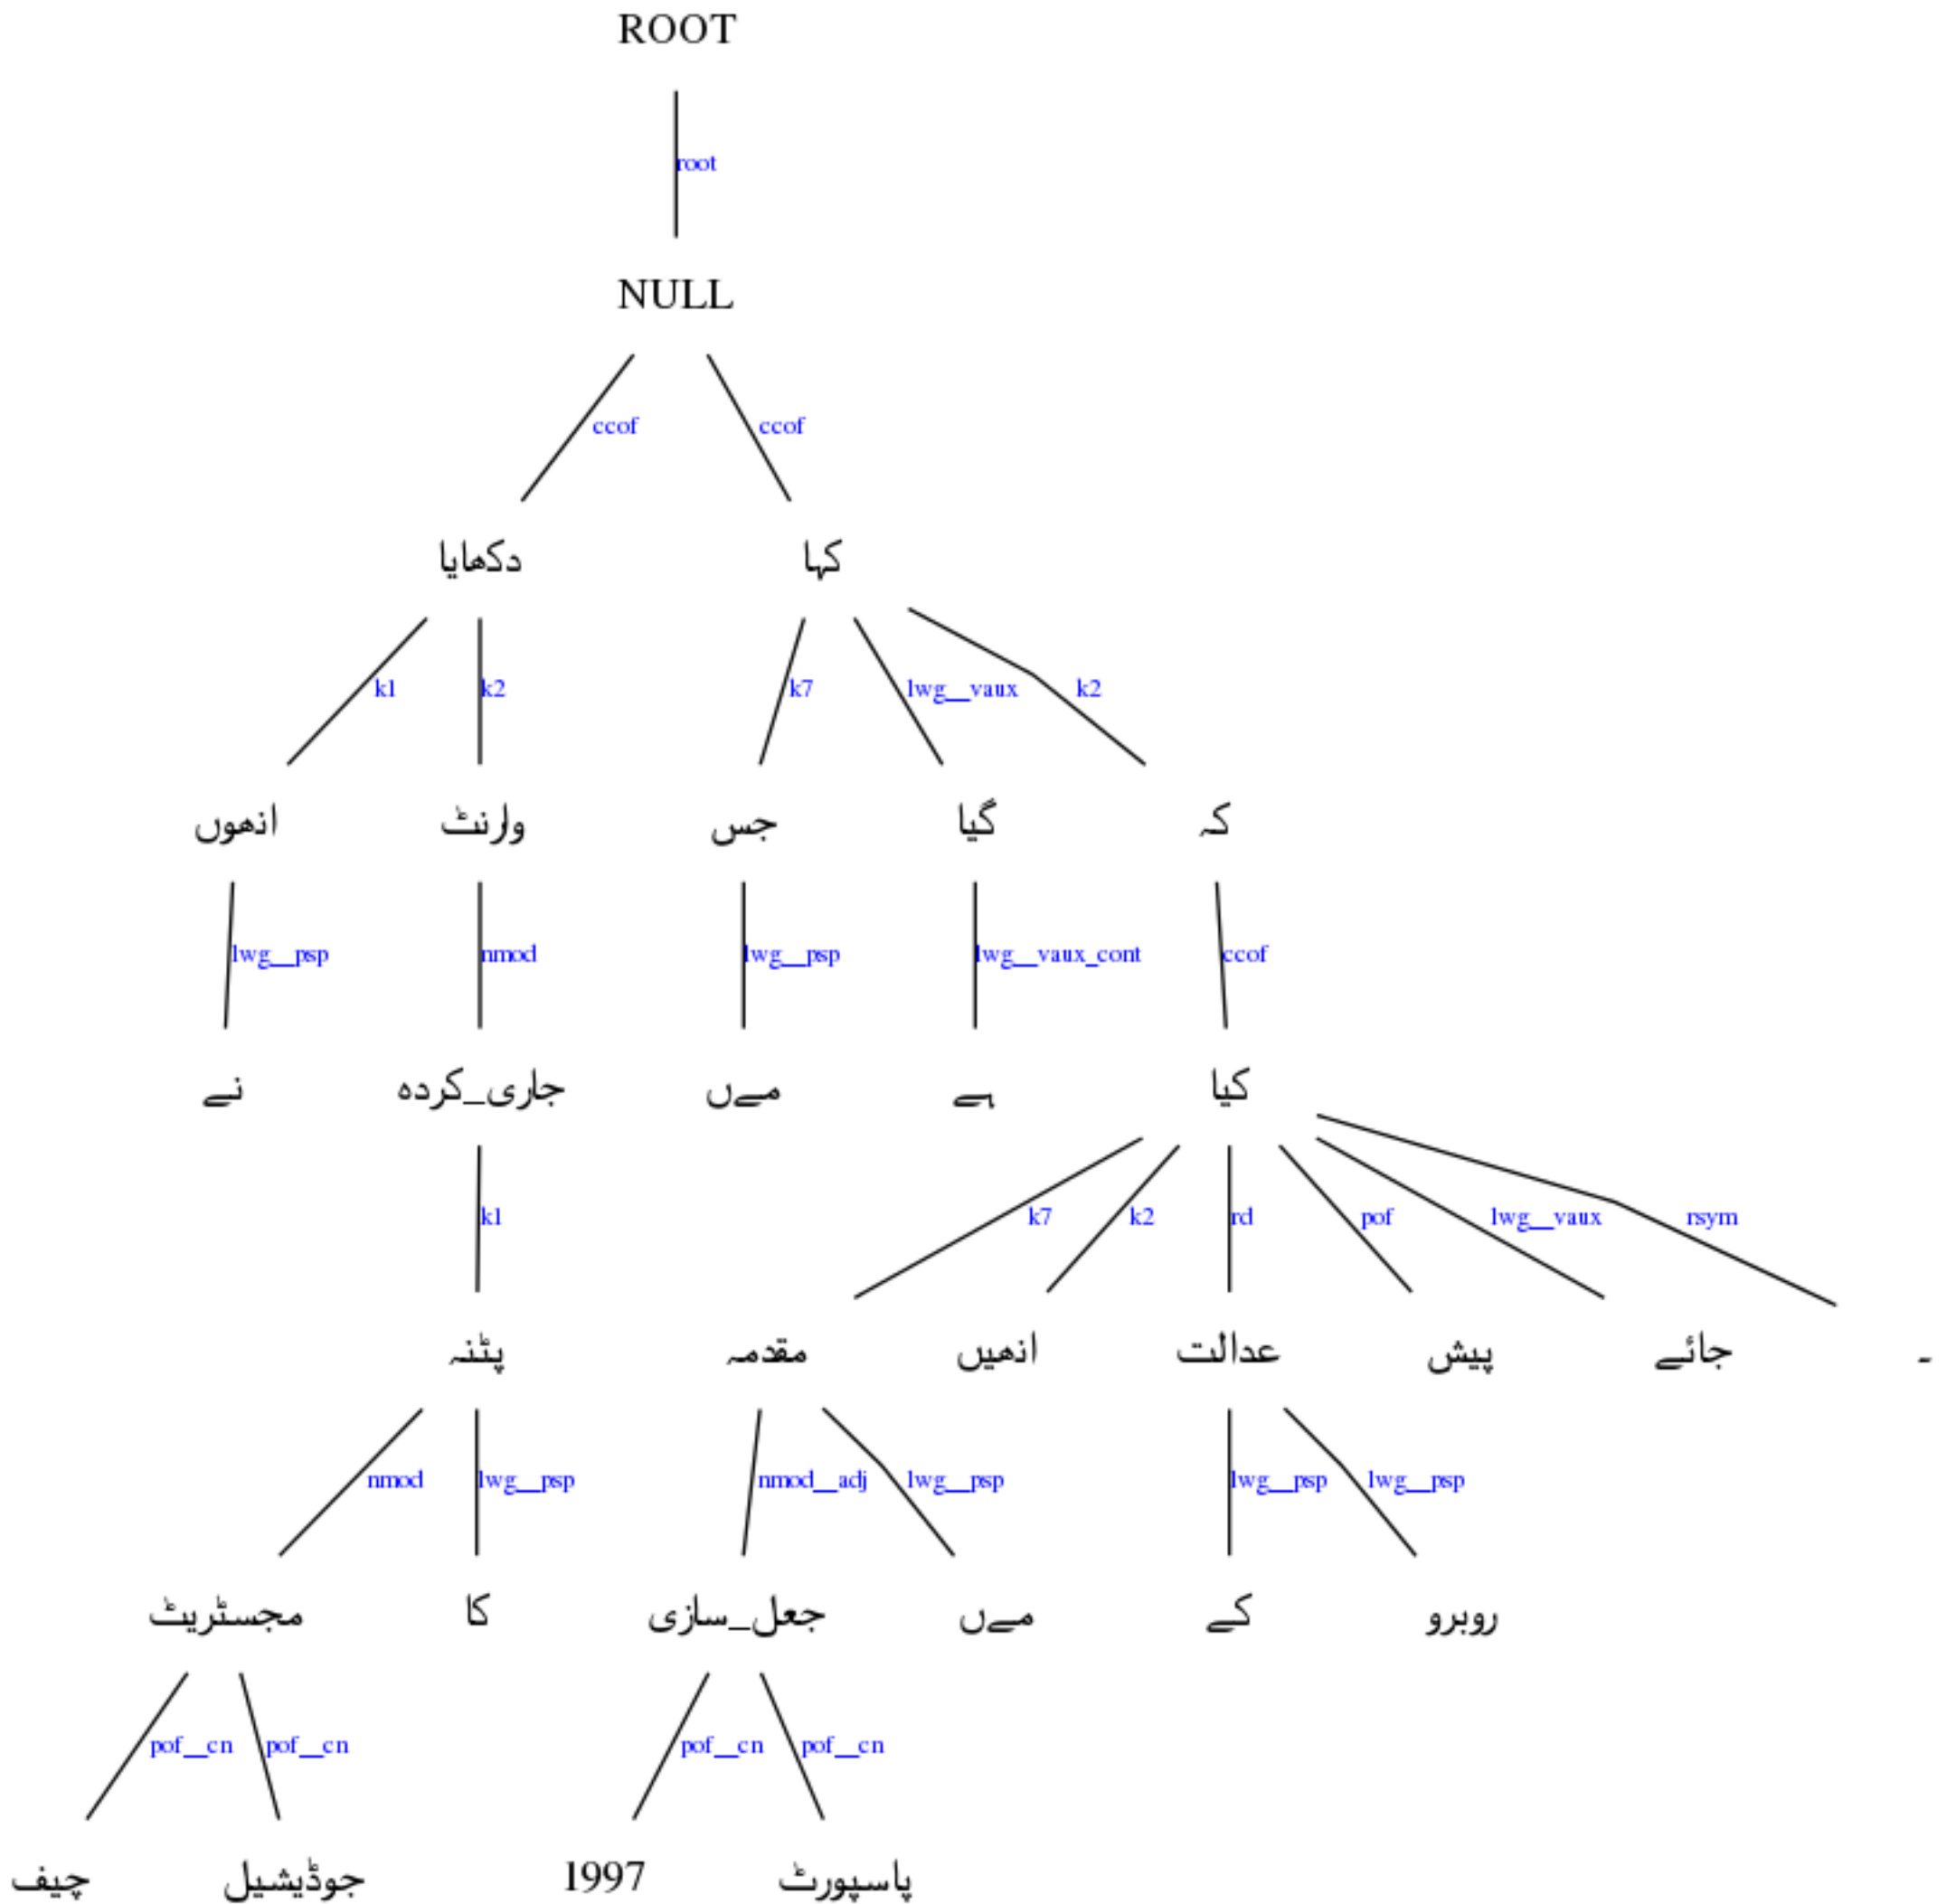 ROOT
root
NULL
ccof ccof
دکھایا کہا
k1 k2 k7 lwg__vaux k2
انھوں وارنٹ جس گیا کہ
lwg__psp nmod lwg__psp lwg__vaux_cont ccof
نے جاری_کردہ مےں ہے کیا
k1 k7 k2 rd pof lwg__vaux rsym
پٹنہ مقدمہ انھیں عدالت پیش جائے ۔
nmod lwg__psp nmod__adj lwg__psp lwg__psp lwg__psp
مجسٹریٹ کا جعل_سازی مےں کے روبرو
pof__cn pof__cn pof__cn pof__cn
چیف جوڈیشیل 1997 پاسپورٹ